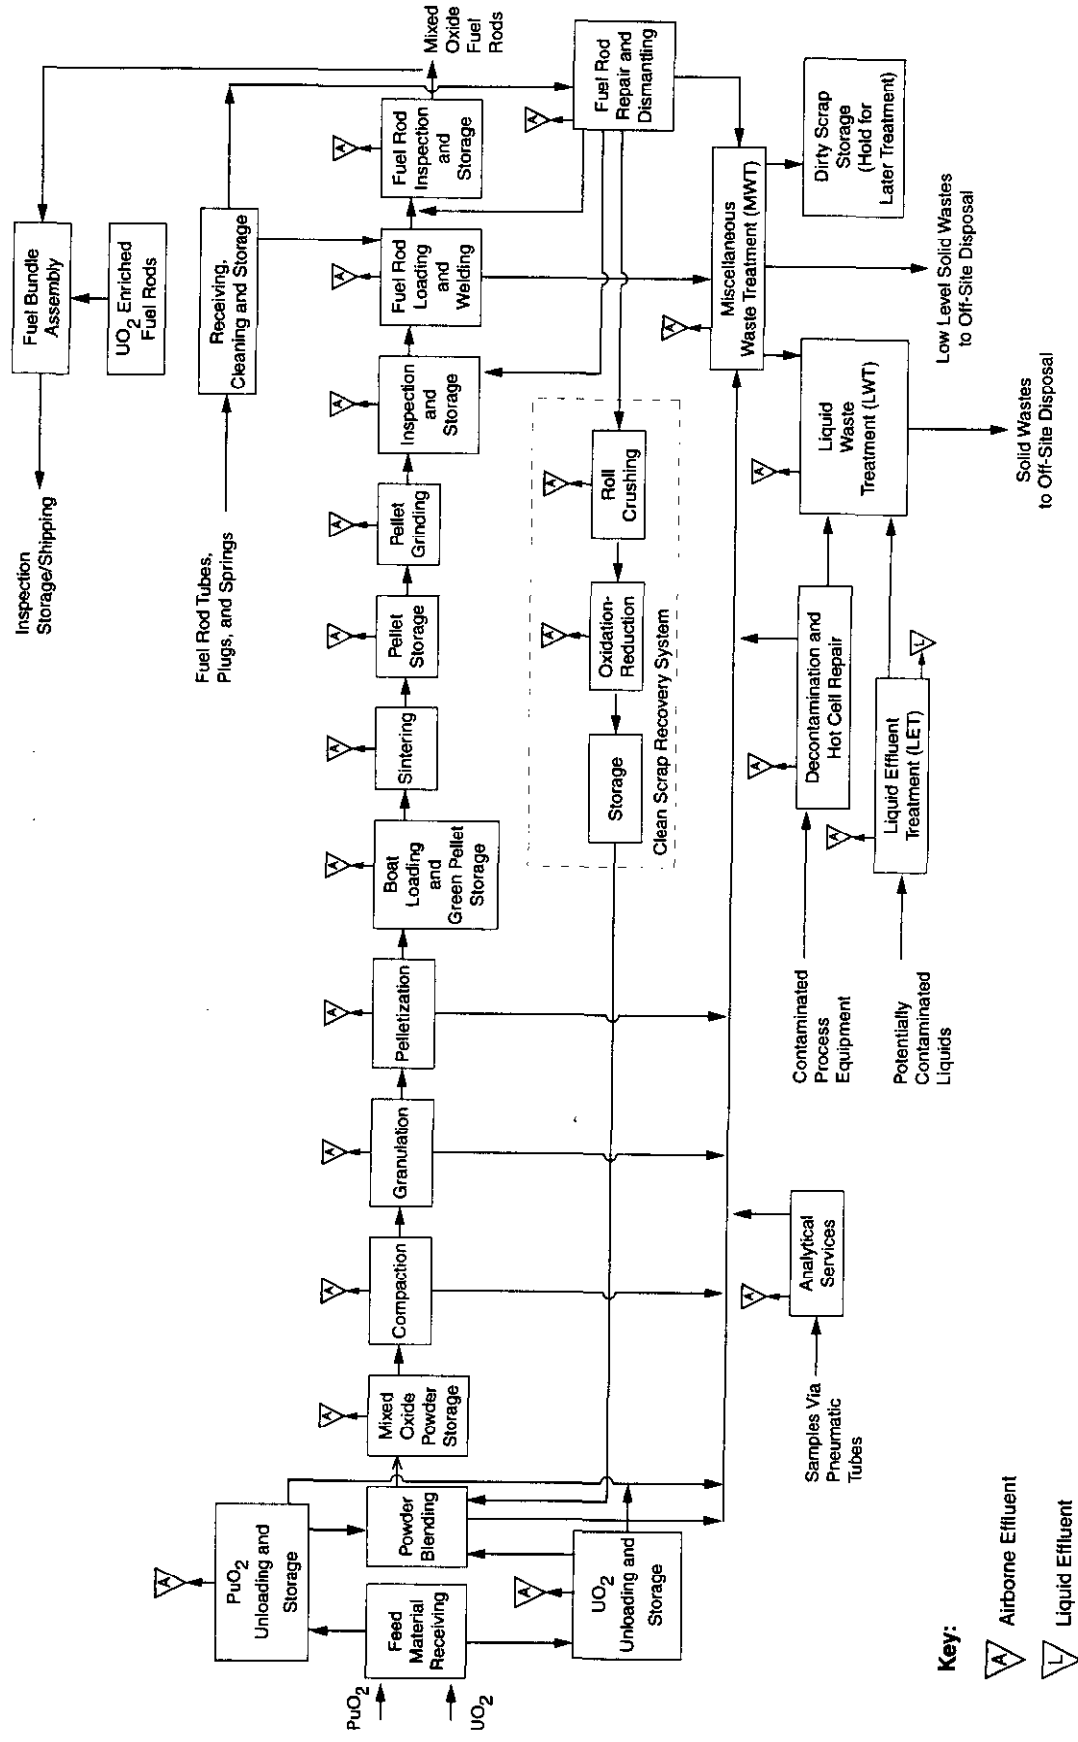 Inspection
Storage/Shipping
Fuel Bundle
Assembly
UO2 Enriched
Fuel Rods
Fuel Rod Tubes,
Plugs, and Springs
Receiving,
Cleaning and Storage
PuO2
UO2
Feed
Material
Receiving
A
PuO2
Unloading and
Storage
A
UO2
Unloading and
Storage
Powder
Blending
A
Mixed
Oxide
Powder
Storage
A
Compaction
A
Granulation
A
Pelletization
A
Boat
Loading
and
Green Pellet
Storage
A
Sintering
A
Pellet
Storage
A
Pellet
Grinding
A
Inspection
and
Storage
A
Fuel Rod
Loading
and
Welding
A
Fuel Rod
Inspection
and
Storage
Mixed
Oxide
Fuel
Rods
A
Fuel Rod
Repair and
Dismantling
A
Roll
Crushing
A
Oxidation-
Reduction
Storage
Clean Scrap Recovery System
A
Miscellaneous
Waste Treatment (MWT)
Dirty Scrap
Storage
(Hold for
Later Treatment)
Low Level Solid Wastes
to Off-Site Disposal
A
Liquid
Waste
Treatment (LWT)
Solid Wastes
to Off-Site Disposal
Contaminated
Process
Equipment
A
Decontamination and
Hot Cell Repair
Potentially
Contaminated
Liquids
A
Liquid Effluent
Treatment (LET)
L
Samples Via
Pneumatic
Tubes
A
Analytical
Services
Key:
A Airborne Effluent
L Liquid Effluent